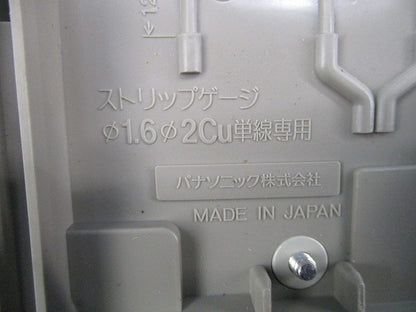 ストリップゲージ
φ1.6φ2Cu単線専用
パナソニック株式会社
MADE IN JAPAN